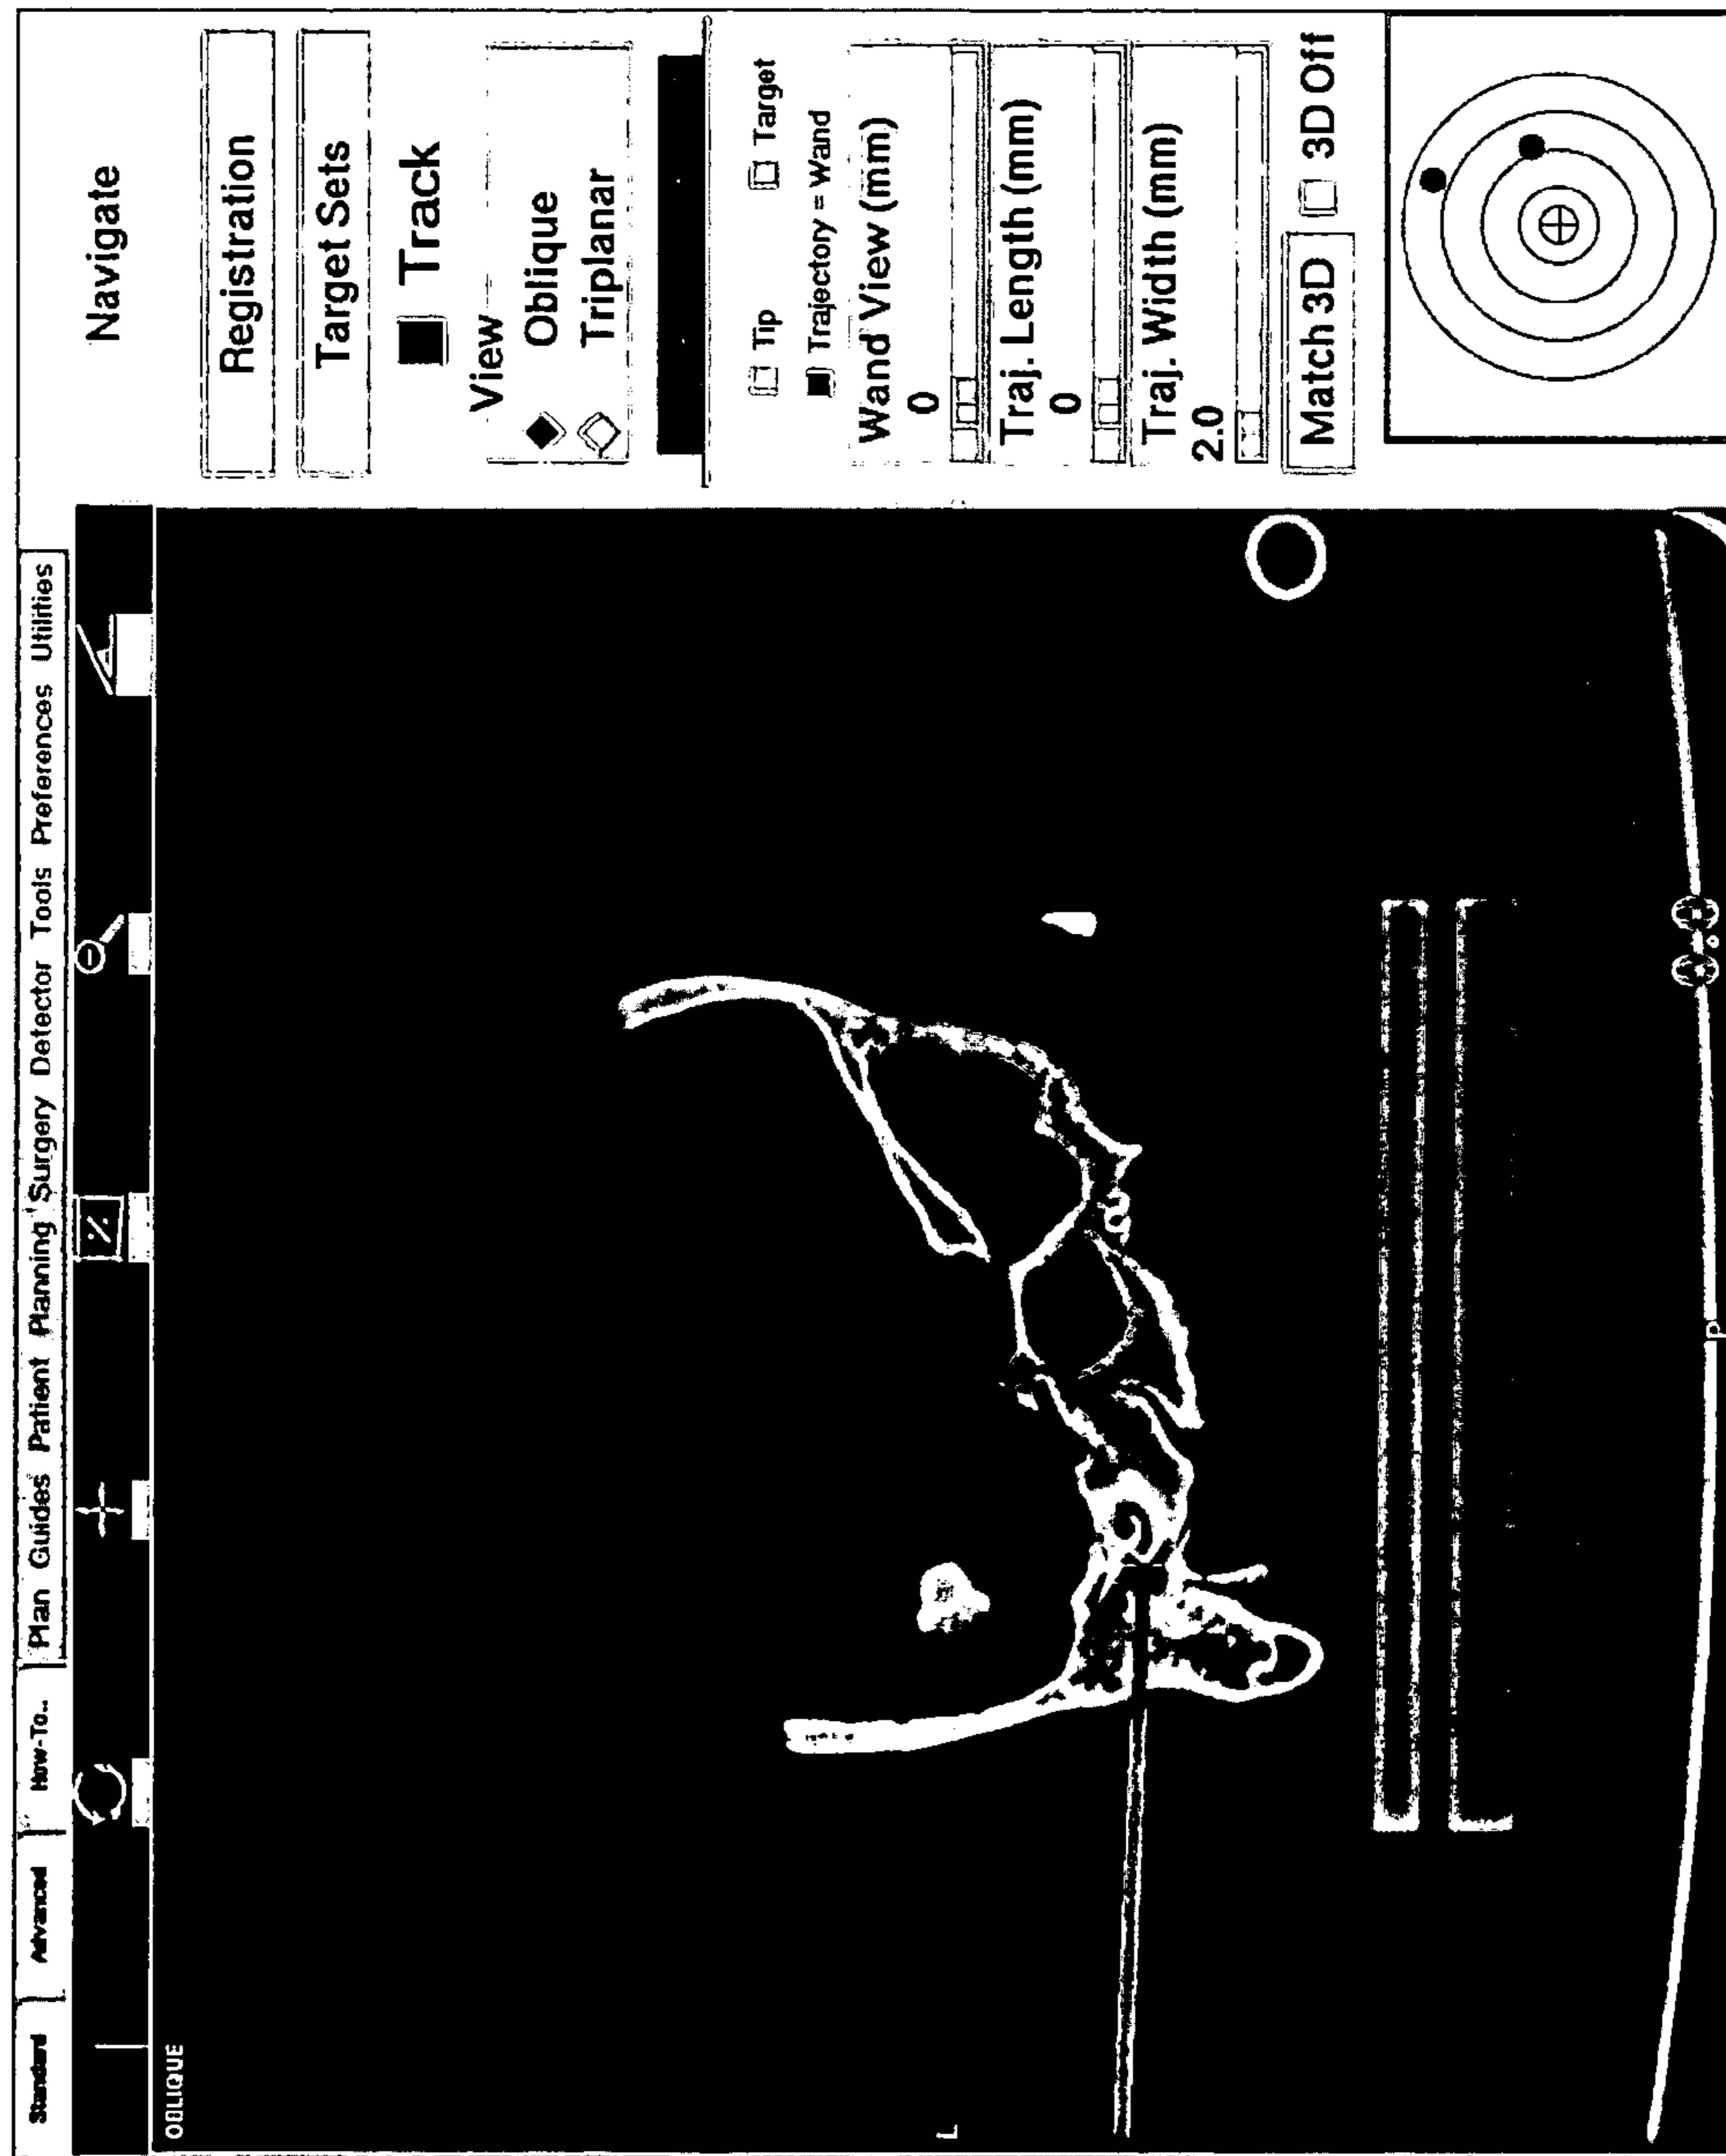 Standard Advanced How-To.. Plan Guides Patient Planning Surgery Detector Tools Preferences Utilities
OBLIQUE
L
P
Navigate
Registration
Target Sets
Track
View
Oblique
Triplanar
Tip Target
Trajectory = Wand
Wand View (mm)
0
Traj. Length (mm)
0
Traj. Width (mm)
2.0
Match 3D 3D Off